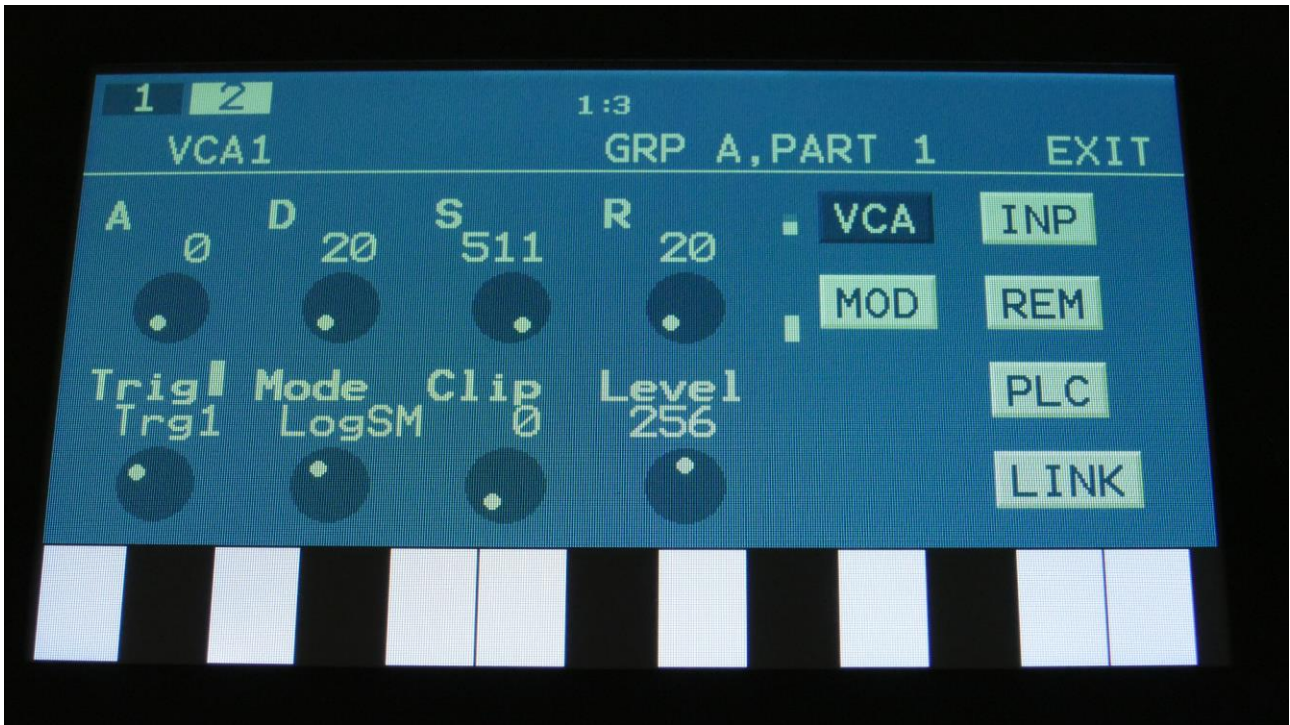 1 2 1:3
VCA1 GRP A,PART 1 EXIT
A D S R VCA INP
0 20 511 20
MOD REM
Trig Mode Clip Level PLC
Trg1 LogSM 0 256
LINK